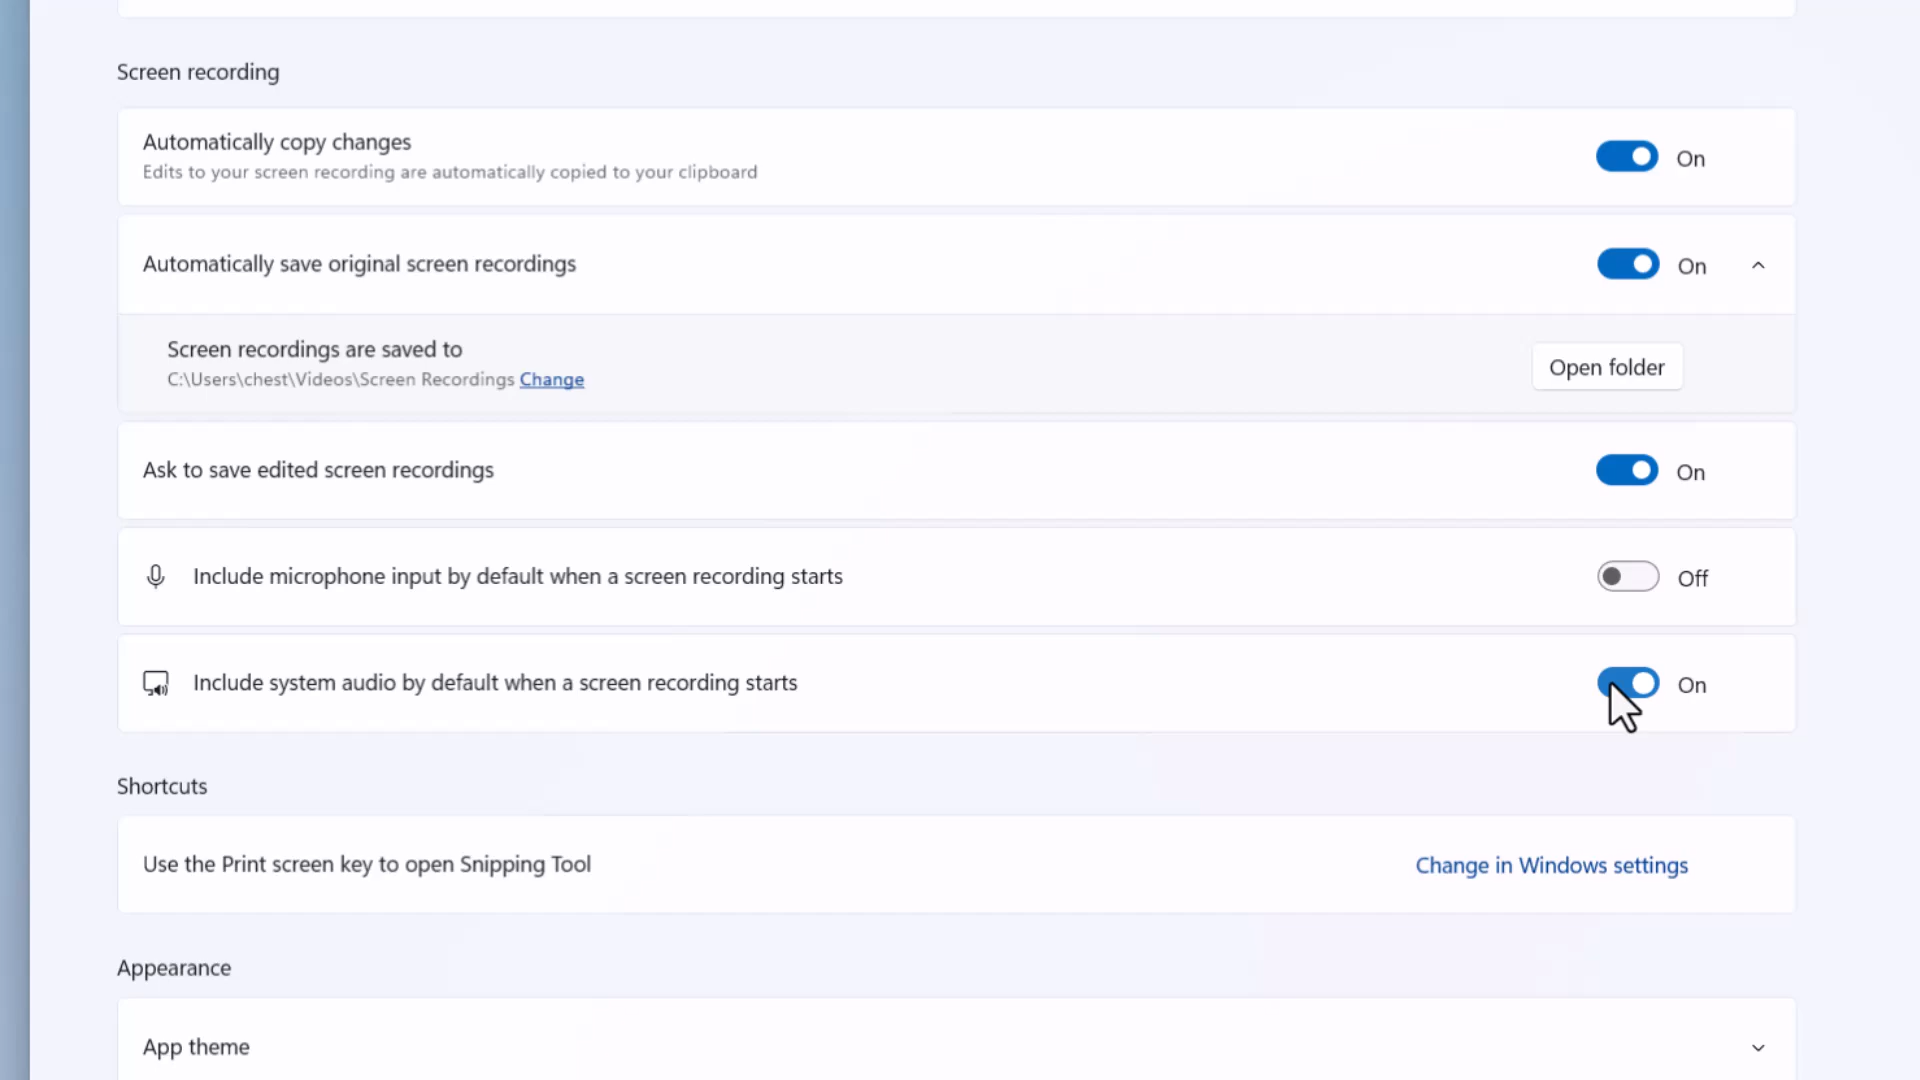 Screen recording
Automatically copy changes
Edits to your screen recording are automatically copied to your clipboard
On
Automatically save original screen recordings
On
Screen recordings are saved to
C:\Users\chest\Videos\Screen Recordings Change
Open folder
Ask to save edited screen recordings
On
Include microphone input by default when a screen recording starts
Off
Include system audio by default when a screen recording starts
On
Shortcuts
Use the Print screen key to open Snipping Tool
Change in Windows settings
Appearance
App theme